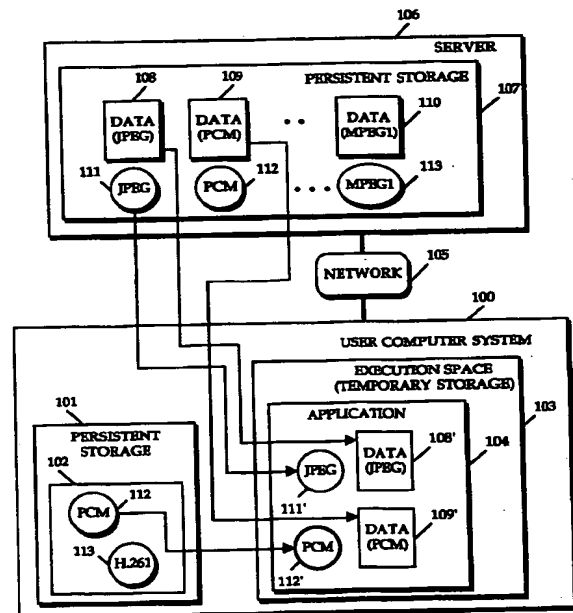 106
SERVER
108
109
PERSISTENT STORAGE
107
DATA
(JPEG)
DATA
(PCM)
DATA
(MPEG1)
110
111
JPEG
PCM
112
MPEG1
113
NETWORK
105
100
USER COMPUTER SYSTEM
EXECUTION SPACE
(TEMPORARY STORAGE)
103
101
PERSISTENT
STORAGE
APPLICATION
104
102
DATA
(JPEG)
108'
JPEG
111'
PCM
112
113
H.261
DATA
(PCM)
109'
PCM
112'